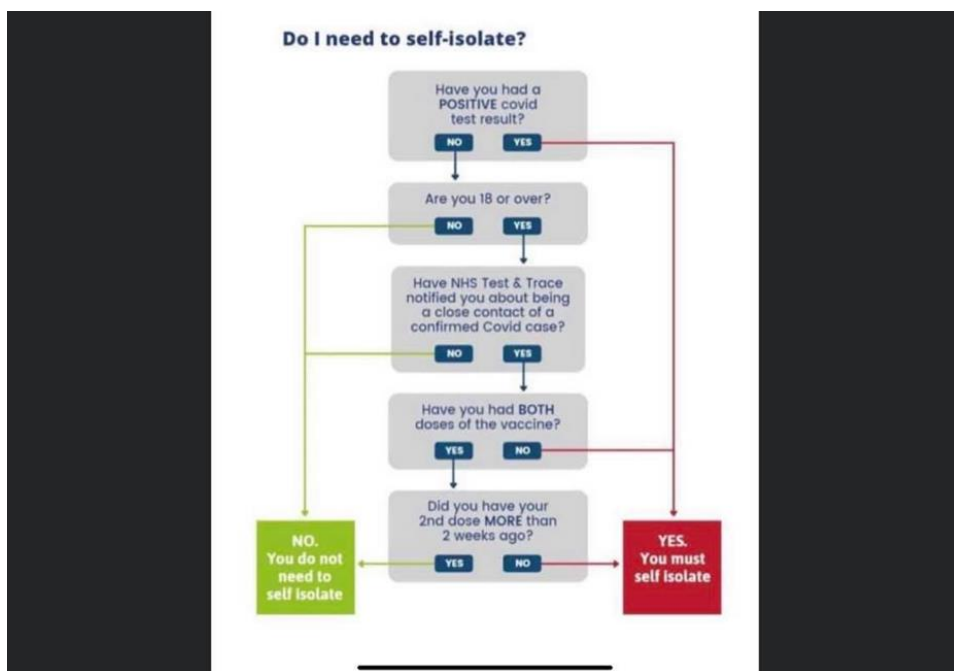 Do I need to self-isolate?
Have you had a
POSITIVE covid
test result?
NO YES
Are you 18 or over?
NO YES
Have NHS Test & Trace
notified you about being
a close contact of a
confirmed Covid case?
NO YES
Have you had BOTH
doses of the vaccine?
YES NO
Did you have your
2nd dose MORE than
2 weeks ago?
YES NO
NO.
You do not
need to
self isolate
YES.
You must
self isolate